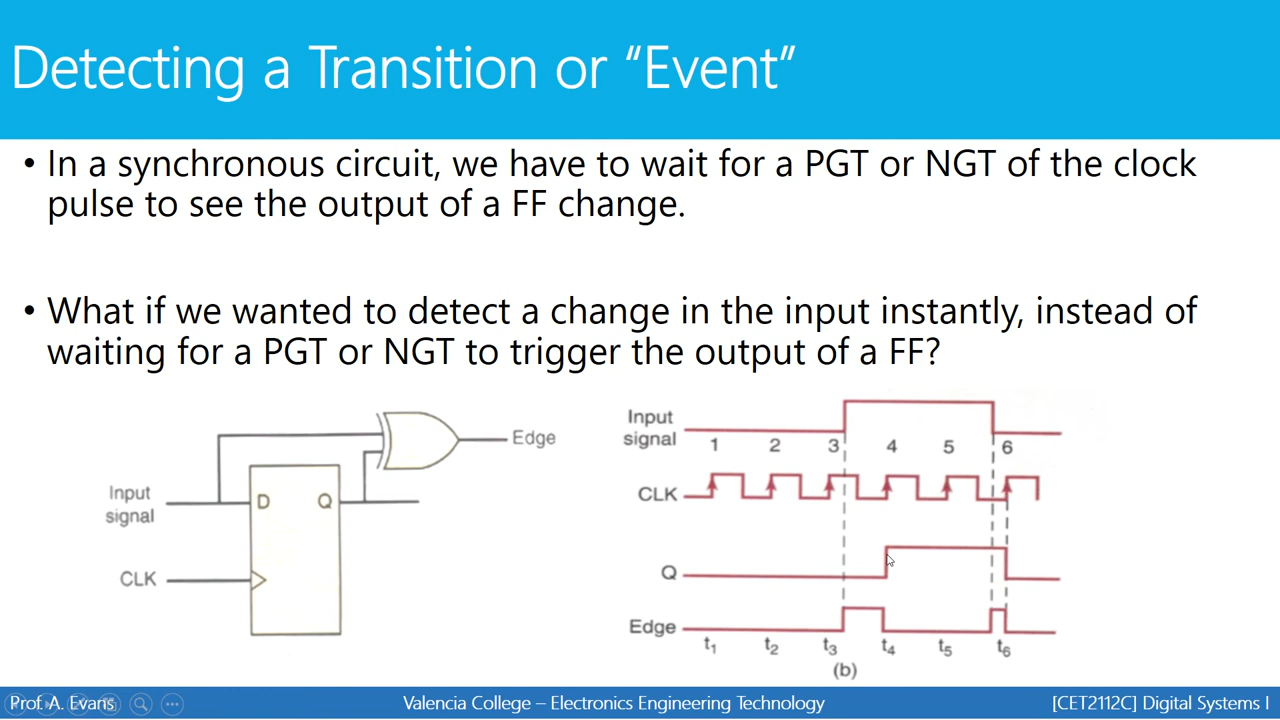 Detecting a Transition or “Event”
• In a synchronous circuit, we have to wait for a PGT or NGT of the clock
pulse to see the output of a FF change.
• What if we wanted to detect a change in the input instantly, instead of
waiting for a PGT or NGT to trigger the output of a FF?
Edge
Input
signal
D Q
CLK
Input
signal
1 2 3 4 5 6
CLK
Q
Edge
t1 t2 t3 t4 t5 t6
(b)
Prof. A. Evans Valencia College – Electronics Engineering Technology [CET2112C] Digital Systems I